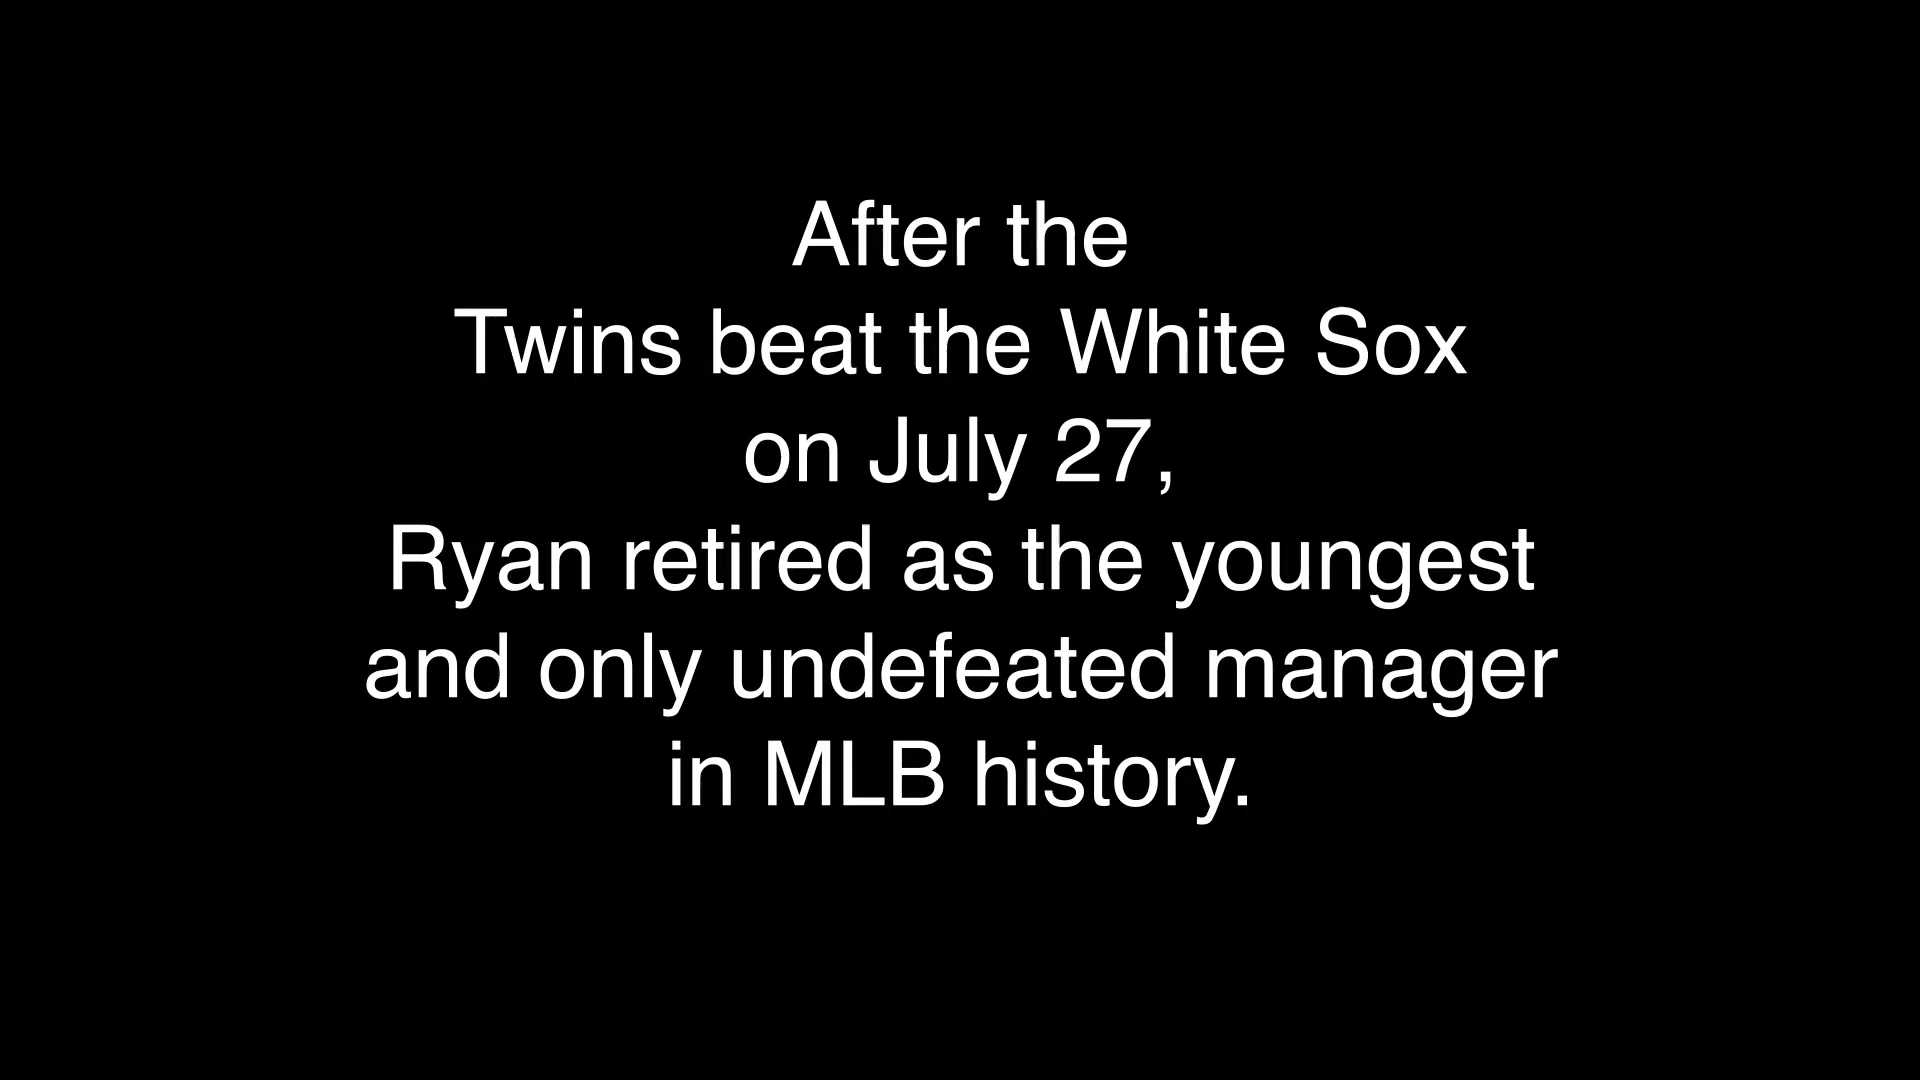 After the
Twins beat the White Sox
on July 27,
Ryan retired as the youngest
and only undefeated manager
in MLB history.